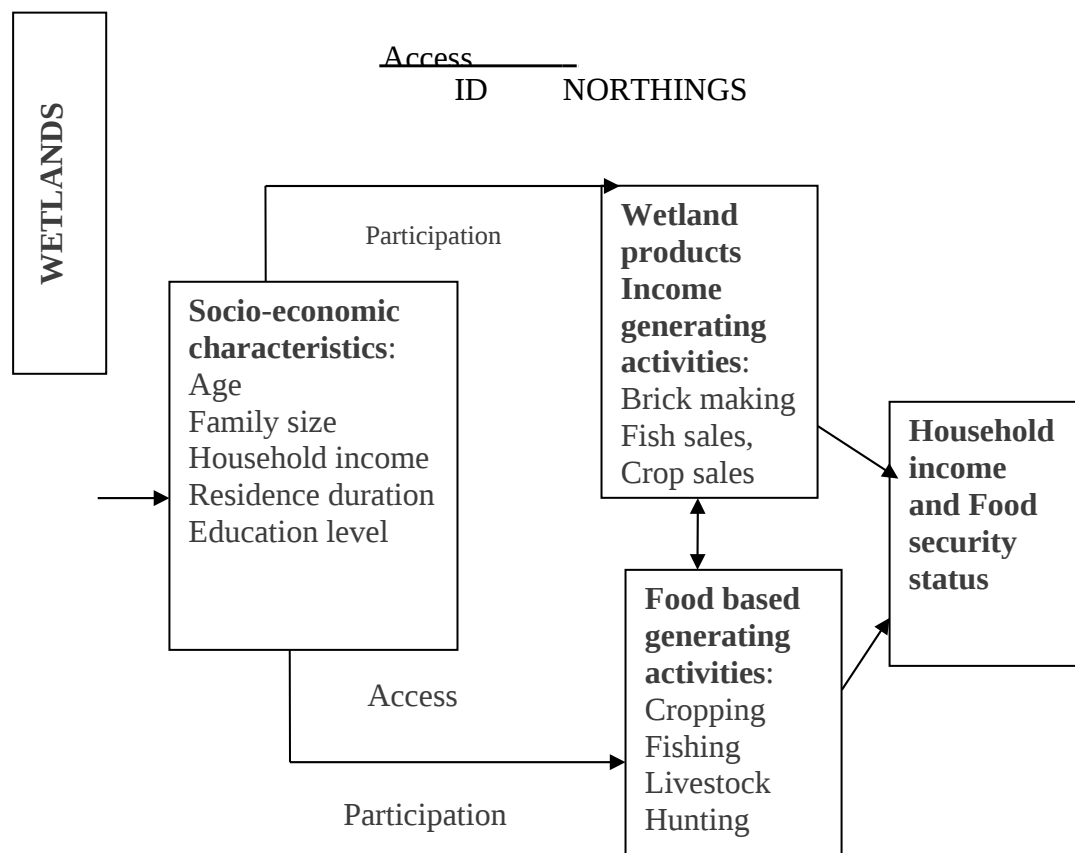 WETLANDS
Access
ID NORTHINGS
Participation
Socio-economic
characteristics:
Age
Family size
Household income
Residence duration
Education level
Wetland
products
Income
generating
activities:
Brick making
Fish sales,
Crop sales
Household
income
and Food
security
status
Access
Participation
Food based
generating
activities:
Cropping
Fishing
Livestock
Hunting